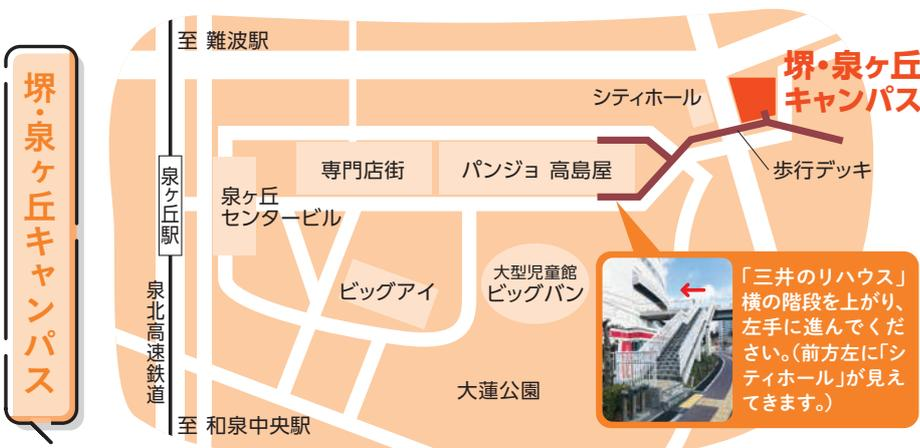 堺・泉ヶ丘キャンパス
至 難波駅
堺・泉ヶ丘
キャンパス
シティホール
専門店街
パンジョ 高島屋
歩行デッキ
泉ヶ丘駅
泉ヶ丘
センタービル
大型児童館
ビッグバン
ビッグアイ
泉北高速鉄道
大蓮公園
至 和泉中央駅
「三井のリハウス」
横の階段を上がり、
左手に進んでくだ
さい。(前方左に「シ
ティホール」が見え
てきます。)